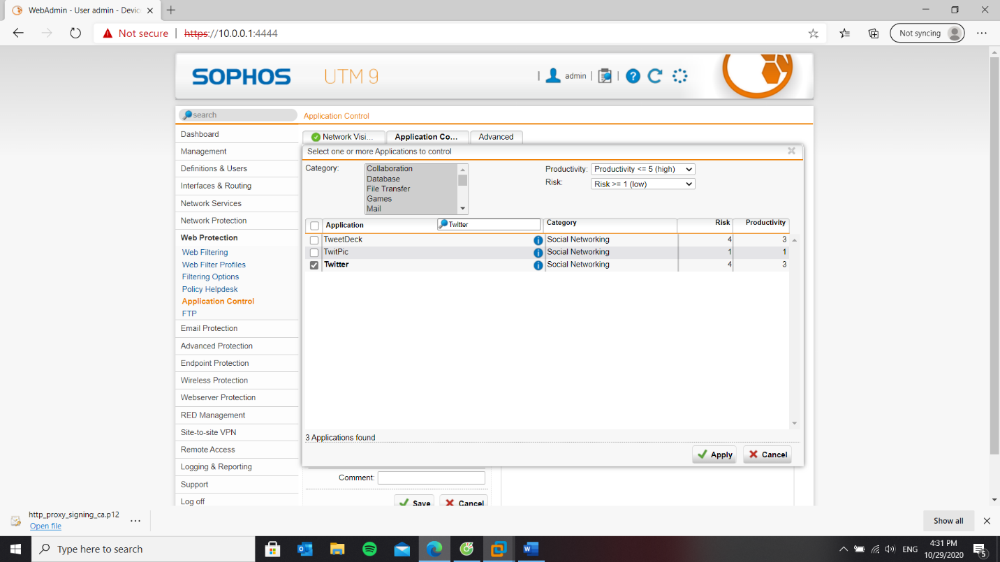 WebAdmin - User admin - Devic
Not secure
https://10.0.0.1:4444
Not syncing
SOPHOS UTM 9
admin
search
Application Control
Dashboard
Management
Definitions & Users
Interfaces & Routing
Network Services
Network Protection
Web Protection
Web Filtering
Web Filter Profiles
Filtering Options
Policy Helpdesk
Application Control
FTP
Email Protection
Advanced Protection
Endpoint Protection
Wireless Protection
Webserver Protection
RED Management
Site-to-site VPN
Remote Access
Logging & Reporting
Support
Log off
Network Visi... Application Co... Advanced
Select one or more Applications to control
Category:
Collaboration
Database
File Transfer
Games
Mail
Productivity: Productivity <= 5 (high)
Risk: Risk >= 1 (low)
Application Twitter Category Risk Productivity
TweetDeck Social Networking 4 3
TwitPic Social Networking 1 1
Twitter Social Networking 4 3
3 Applications found
Apply Cancel
Comment:
Save Cancel
http_proxy_signing_ca.p12
Open file
Show all
Type here to search
ENG
4:31 PM
10/29/2020
5